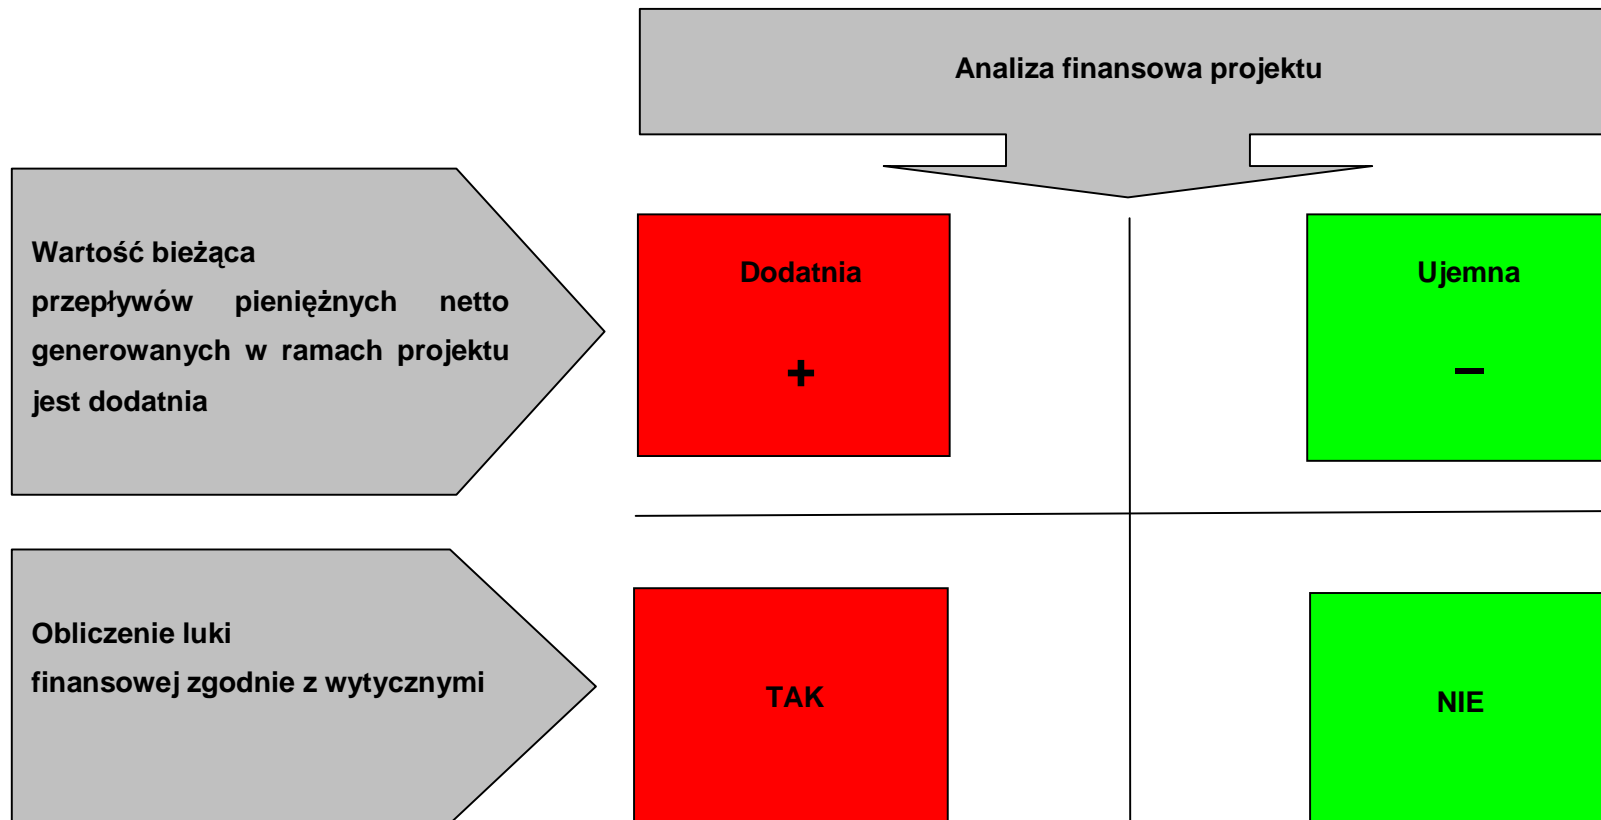 Analiza finansowa projektu
Wartość bieżąca
przepływów pieniężnych netto
generowanych w ramach projektu
jest dodatnia
Dodatnia
+
Ujemna
–
Obliczenie luki
finansowej zgodnie z wytycznymi
TAK
NIE